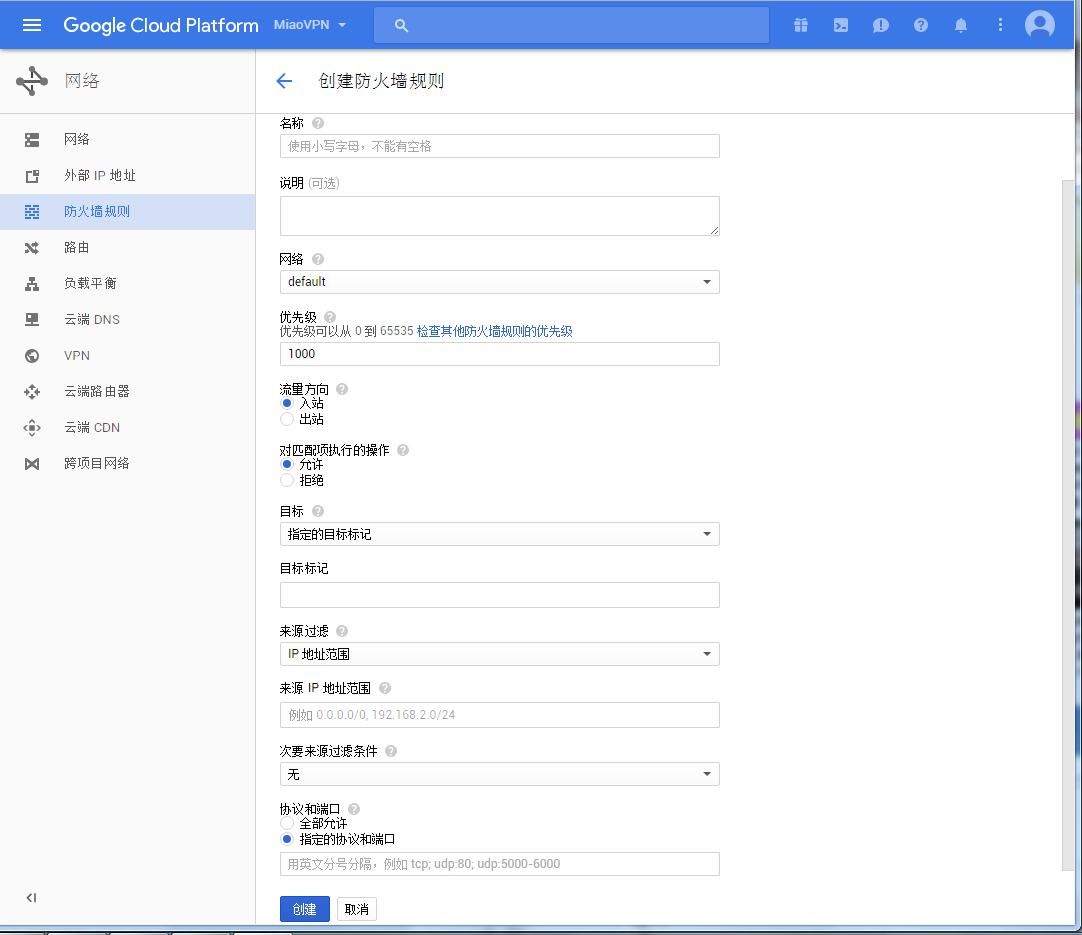 Google Cloud Platform MiaoVPN
网络
创建防火墙规则
网络
外部 IP 地址
防火墙规则
路由
负载平衡
云端 DNS
VPN
云端路由器
云端 CDN
跨项目网络
名称
使用小写字母，不能有空格
说明 (可选)
网络
default
优先级
优先级可以从 0 到 65535 检查其他防火墙规则的优先级
1000
流量方向
入站
出站
对匹配项执行的操作
允许
拒绝
目标
指定的目标标记
目标标记
来源过滤
IP 地址范围
来源 IP 地址范围
例如 0.0.0.0/0, 192.168.2.0/24
次要来源过滤条件
无
协议和端口
全部允许
指定的协议和端口
用英文分号分隔，例如 tcp; udp:80; udp:5000-6000
创建 取消